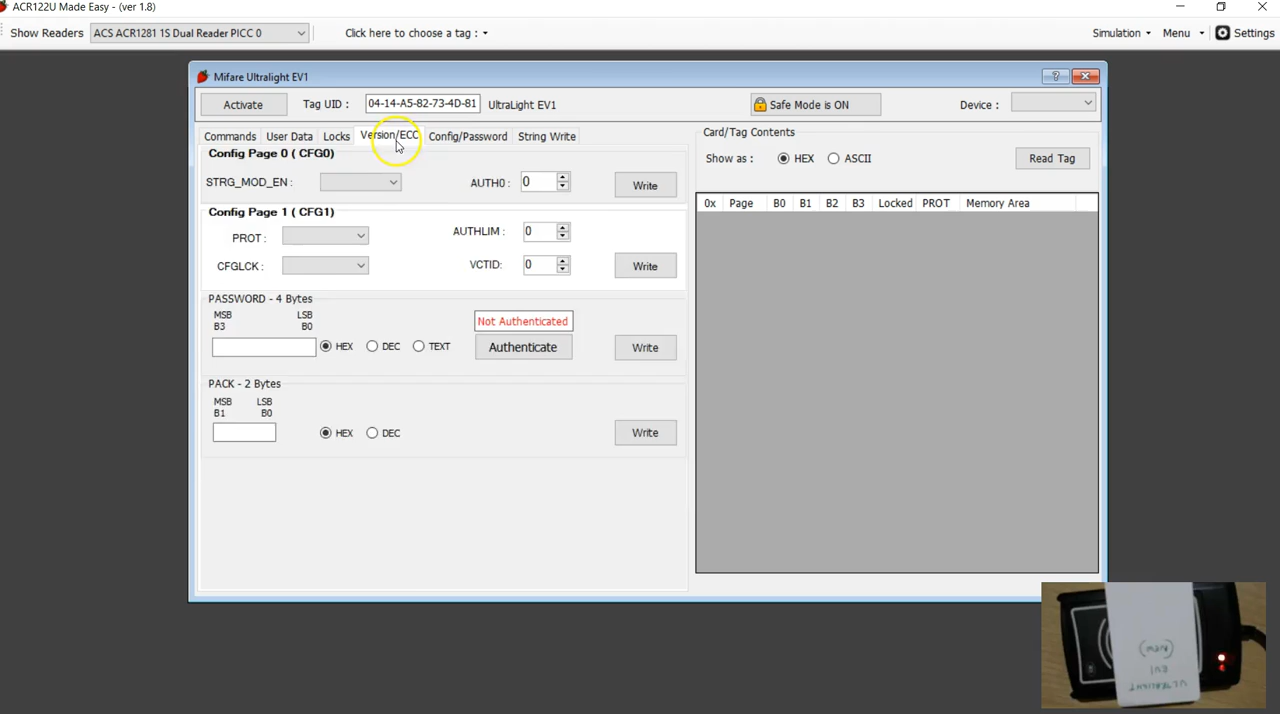 ACR122U Made Easy - (ver 1.8)
Show Readers ACS ACR1281 1S Dual Reader PICC 0 Click here to choose a tag : Simulation Menu Settings
Mifare Ultralight EV1
Activate Tag UID : 04-14-A5-82-73-4D-81 UltraLight EV1 Safe Mode is ON Device :
Commands User Data Locks Version/ECC Config/Password String Write
Config Page 0 ( CFG0)
STRG_MOD_EN : AUTH0 : 0 Write
Config Page 1 ( CFG1)
PROT : AUTHLIM : 0
CFGLCK : VCTID: 0 Write
PASSWORD - 4 Bytes
MSB LSB
B3 B0
Not Authenticated
HEX DEC TEXT Authenticate Write
PACK - 2 Bytes
MSB LSB
B1 B0
HEX DEC Write
Card/Tag Contents
Show as : HEX ASCII Read Tag
0x Page B0 B1 B2 B3 Locked PROT Memory Area
ULTRALIGHT
EV1
(NEW)